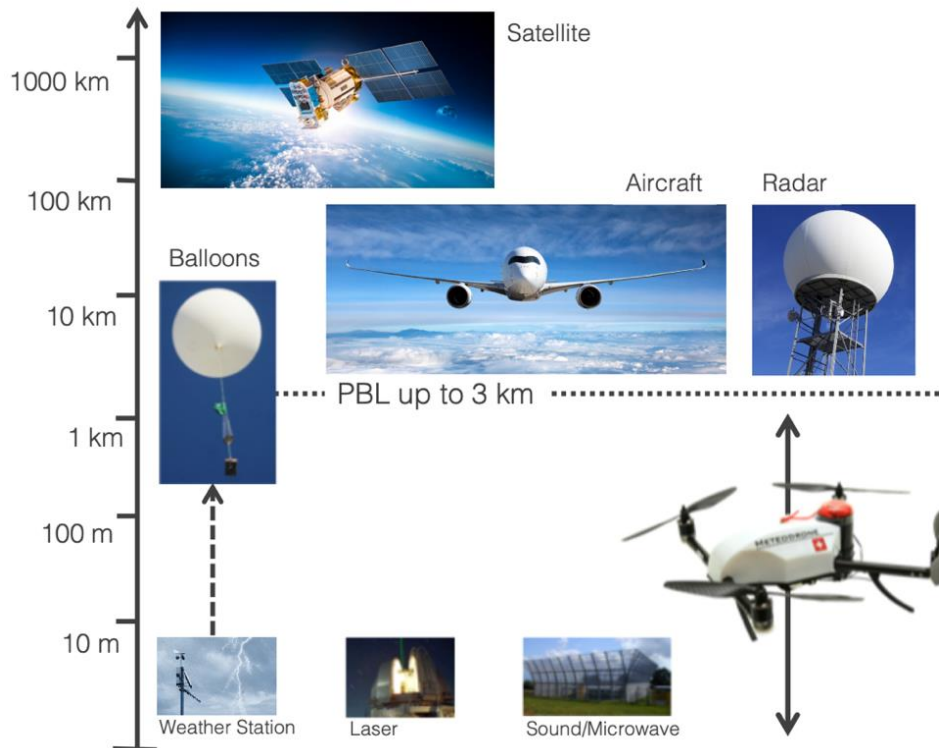 Satellite
1000 km
100 km
Aircraft
Radar
Balloons
10 km
PBL up to 3 km
1 km
100 m
METEODRONE
10 m
Weather Station
Laser
Sound/Microwave